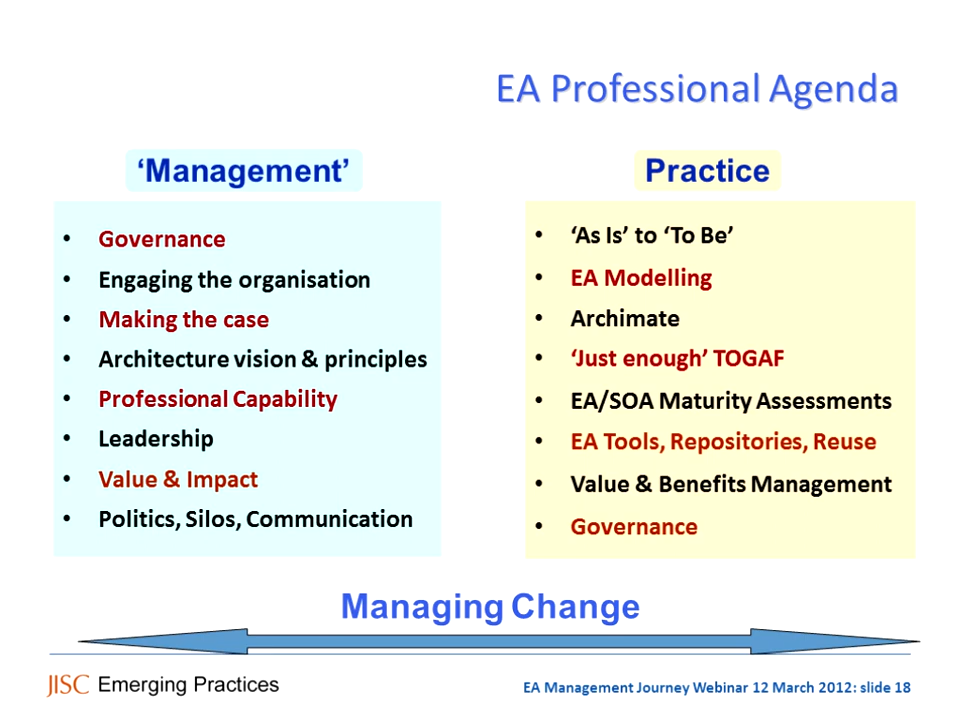 EA Professional Agenda
‘Management’
• Governance
• Engaging the organisation
• Making the case
• Architecture vision & principles
• Professional Capability
• Leadership
• Value & Impact
• Politics, Silos, Communication
Practice
• ‘As Is’ to ‘To Be’
• EA Modelling
• Archimate
• ‘Just enough’ TOGAF
• EA/SOA Maturity Assessments
• EA Tools, Repositories, Reuse
• Value & Benefits Management
• Governance
Managing Change
JISC Emerging Practices
EA Management Journey Webinar 12 March 2012: slide 18